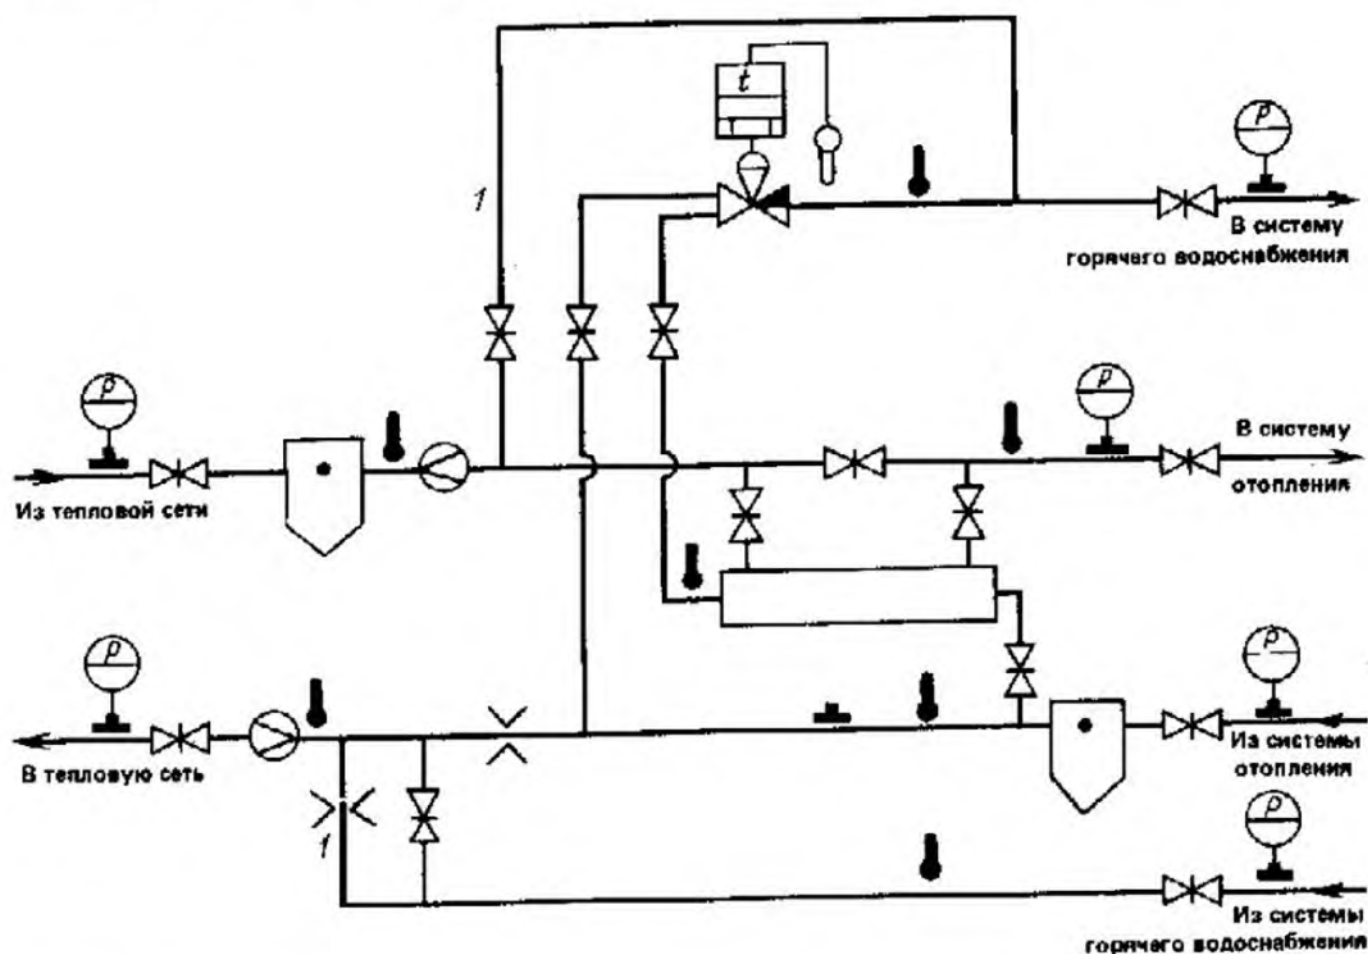 t
P
1
В систему
горячего водоснабжения
P
P
В систему
отопления
Из тепловой сети
P
P
В тепловую сеть
Из системы
отопления
P
1
Из системы
горячего водоснабжения